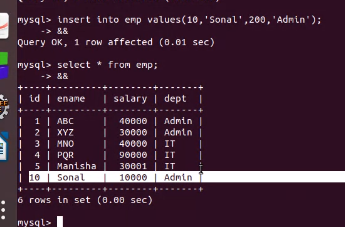 mysql> insert into emp values(10,'Sonal',200,'Admin');
    -> &&
Query OK, 1 row affected (0.01 sec)
mysql> select * from emp;
    -> &&
+----+---------+--------+-------+
| id | ename   | salary | dept  |
+----+---------+--------+-------+
|  1 | ABC     |  40000 | Admin |
|  2 | XYZ     |  30000 | Admin |
|  3 | MNO     |  40000 | IT    |
|  4 | PQR     |  90000 | IT    |
|  5 | Manisha |  30001 | IT    |
| 10 | Sonal   |  10000 | Admin |
+----+---------+--------+-------+
6 rows in set (0.00 sec)
mysql>